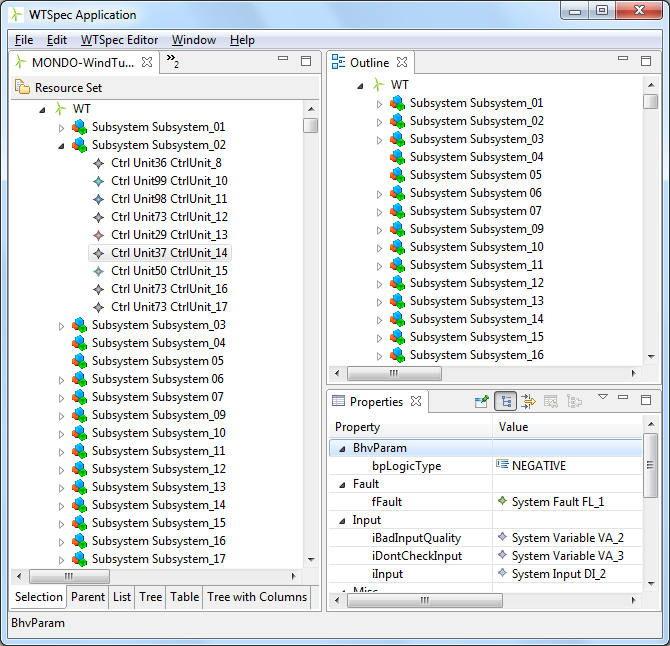 WTSpec Application
File Edit WTSpec Editor Window Help
MONDO-WindTu... »2
Resource Set
WT
Subsystem Subsystem_01
Subsystem Subsystem_02
Ctrl Unit36 CtrlUnit_8
Ctrl Unit99 CtrlUnit_10
Ctrl Unit98 CtrlUnit_11
Ctrl Unit73 CtrlUnit_12
Ctrl Unit29 CtrlUnit_13
Ctrl Unit37 CtrlUnit_14
Ctrl Unit50 CtrlUnit_15
Ctrl Unit73 CtrlUnit_16
Ctrl Unit73 CtrlUnit_17
Subsystem Subsystem_03
Subsystem Subsystem_04
Subsystem Subsystem 05
Subsystem Subsystem 06
Subsystem Subsystem 07
Subsystem Subsystem_09
Subsystem Subsystem_10
Subsystem Subsystem_11
Subsystem Subsystem_12
Subsystem Subsystem_13
Subsystem Subsystem_14
Subsystem Subsystem_15
Subsystem Subsystem_16
Subsystem Subsystem_17
Selection Parent List Tree Table Tree with Columns
BhvParam
Outline
WT
Subsystem Subsystem_01
Subsystem Subsystem_02
Subsystem Subsystem_03
Subsystem Subsystem_04
Subsystem Subsystem 05
Subsystem Subsystem 06
Subsystem Subsystem 07
Subsystem Subsystem_09
Subsystem Subsystem_10
Subsystem Subsystem_11
Subsystem Subsystem_12
Subsystem Subsystem_13
Subsystem Subsystem_14
Subsystem Subsystem_15
Subsystem Subsystem_16
Properties
Property Value
BhvParam
bpLogicType NEGATIVE
Fault
fFault System Fault FL_1
Input
iBadInputQuality System Variable VA_2
iDontCheckInput System Variable VA_3
iInput System Input DI_2
Misc